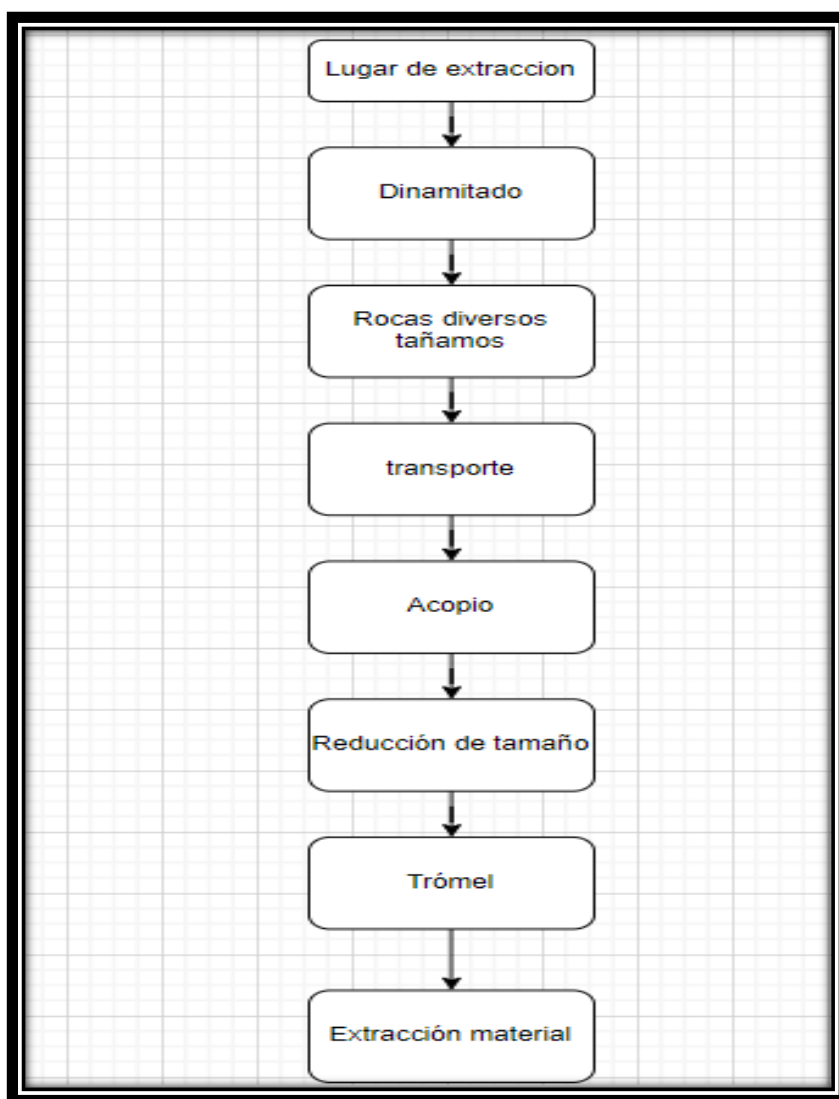 Lugar de extraccion
Dinamitado
Rocas diversos
tañamos
transporte
Acopio
Reducción de tamaño
Trómel
Extracción material